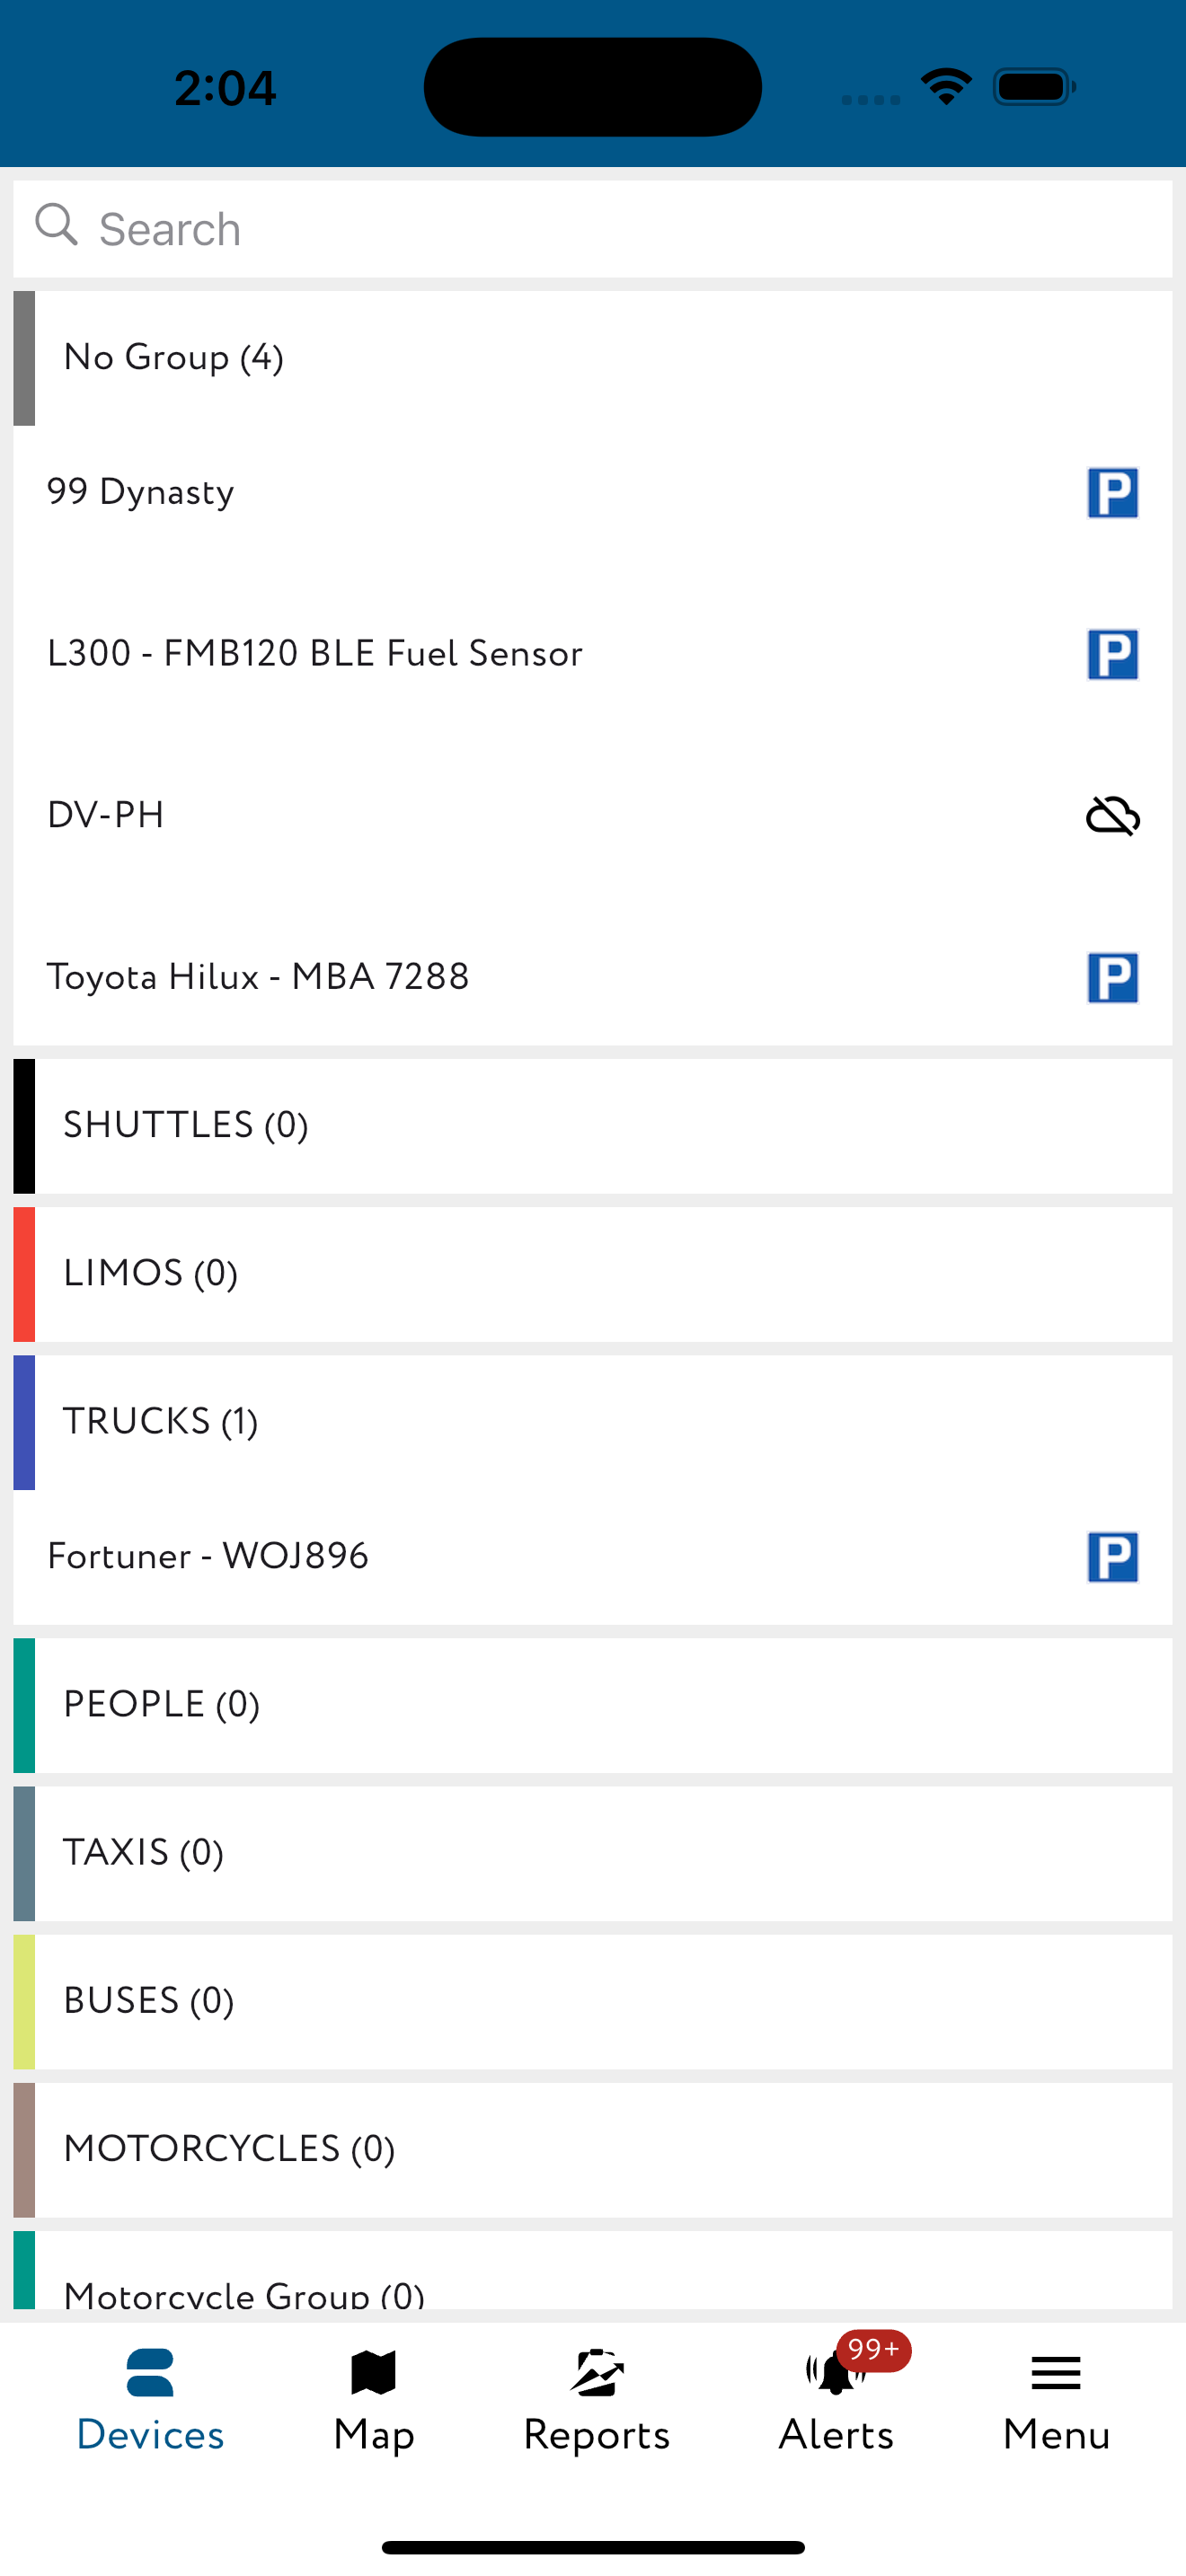 2:04
Search
No Group (4)
99 Dynasty
P
L300 - FMB120 BLE Fuel Sensor
P
DV-PH
Toyota Hilux - MBA 7288
P
SHUTTLES (0)
LIMOS (0)
TRUCKS (1)
Fortuner - WOJ896
P
PEOPLE (0)
TAXIS (0)
BUSES (0)
MOTORCYCLES (0)
Motorcycle Group (0)
99+
Devices
Map
Reports
Alerts
Menu